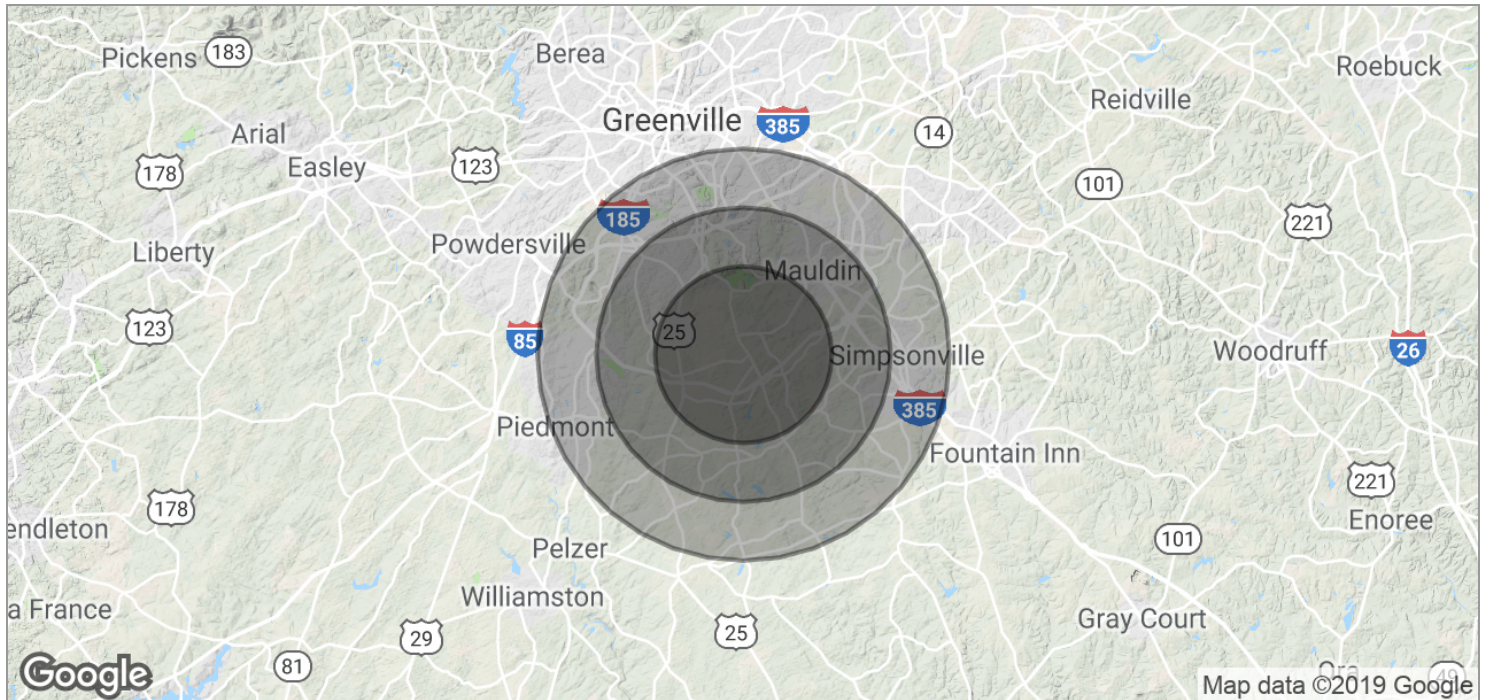 Pickens
183
Berea
Roebuck
Reidville
Greenville
385
14
Arial
Easley
123
178
101
185
221
Powdersville
Liberty
Mauldin
123
25
85
Simpsonville
Woodruff
26
385
Piedmont
Fountain Inn
178
221
endleton
Enoree
Pelzer
101
Williamston
a France
Gray Court
29
25
81
Ora
49
Google
Map data ©2019 Google